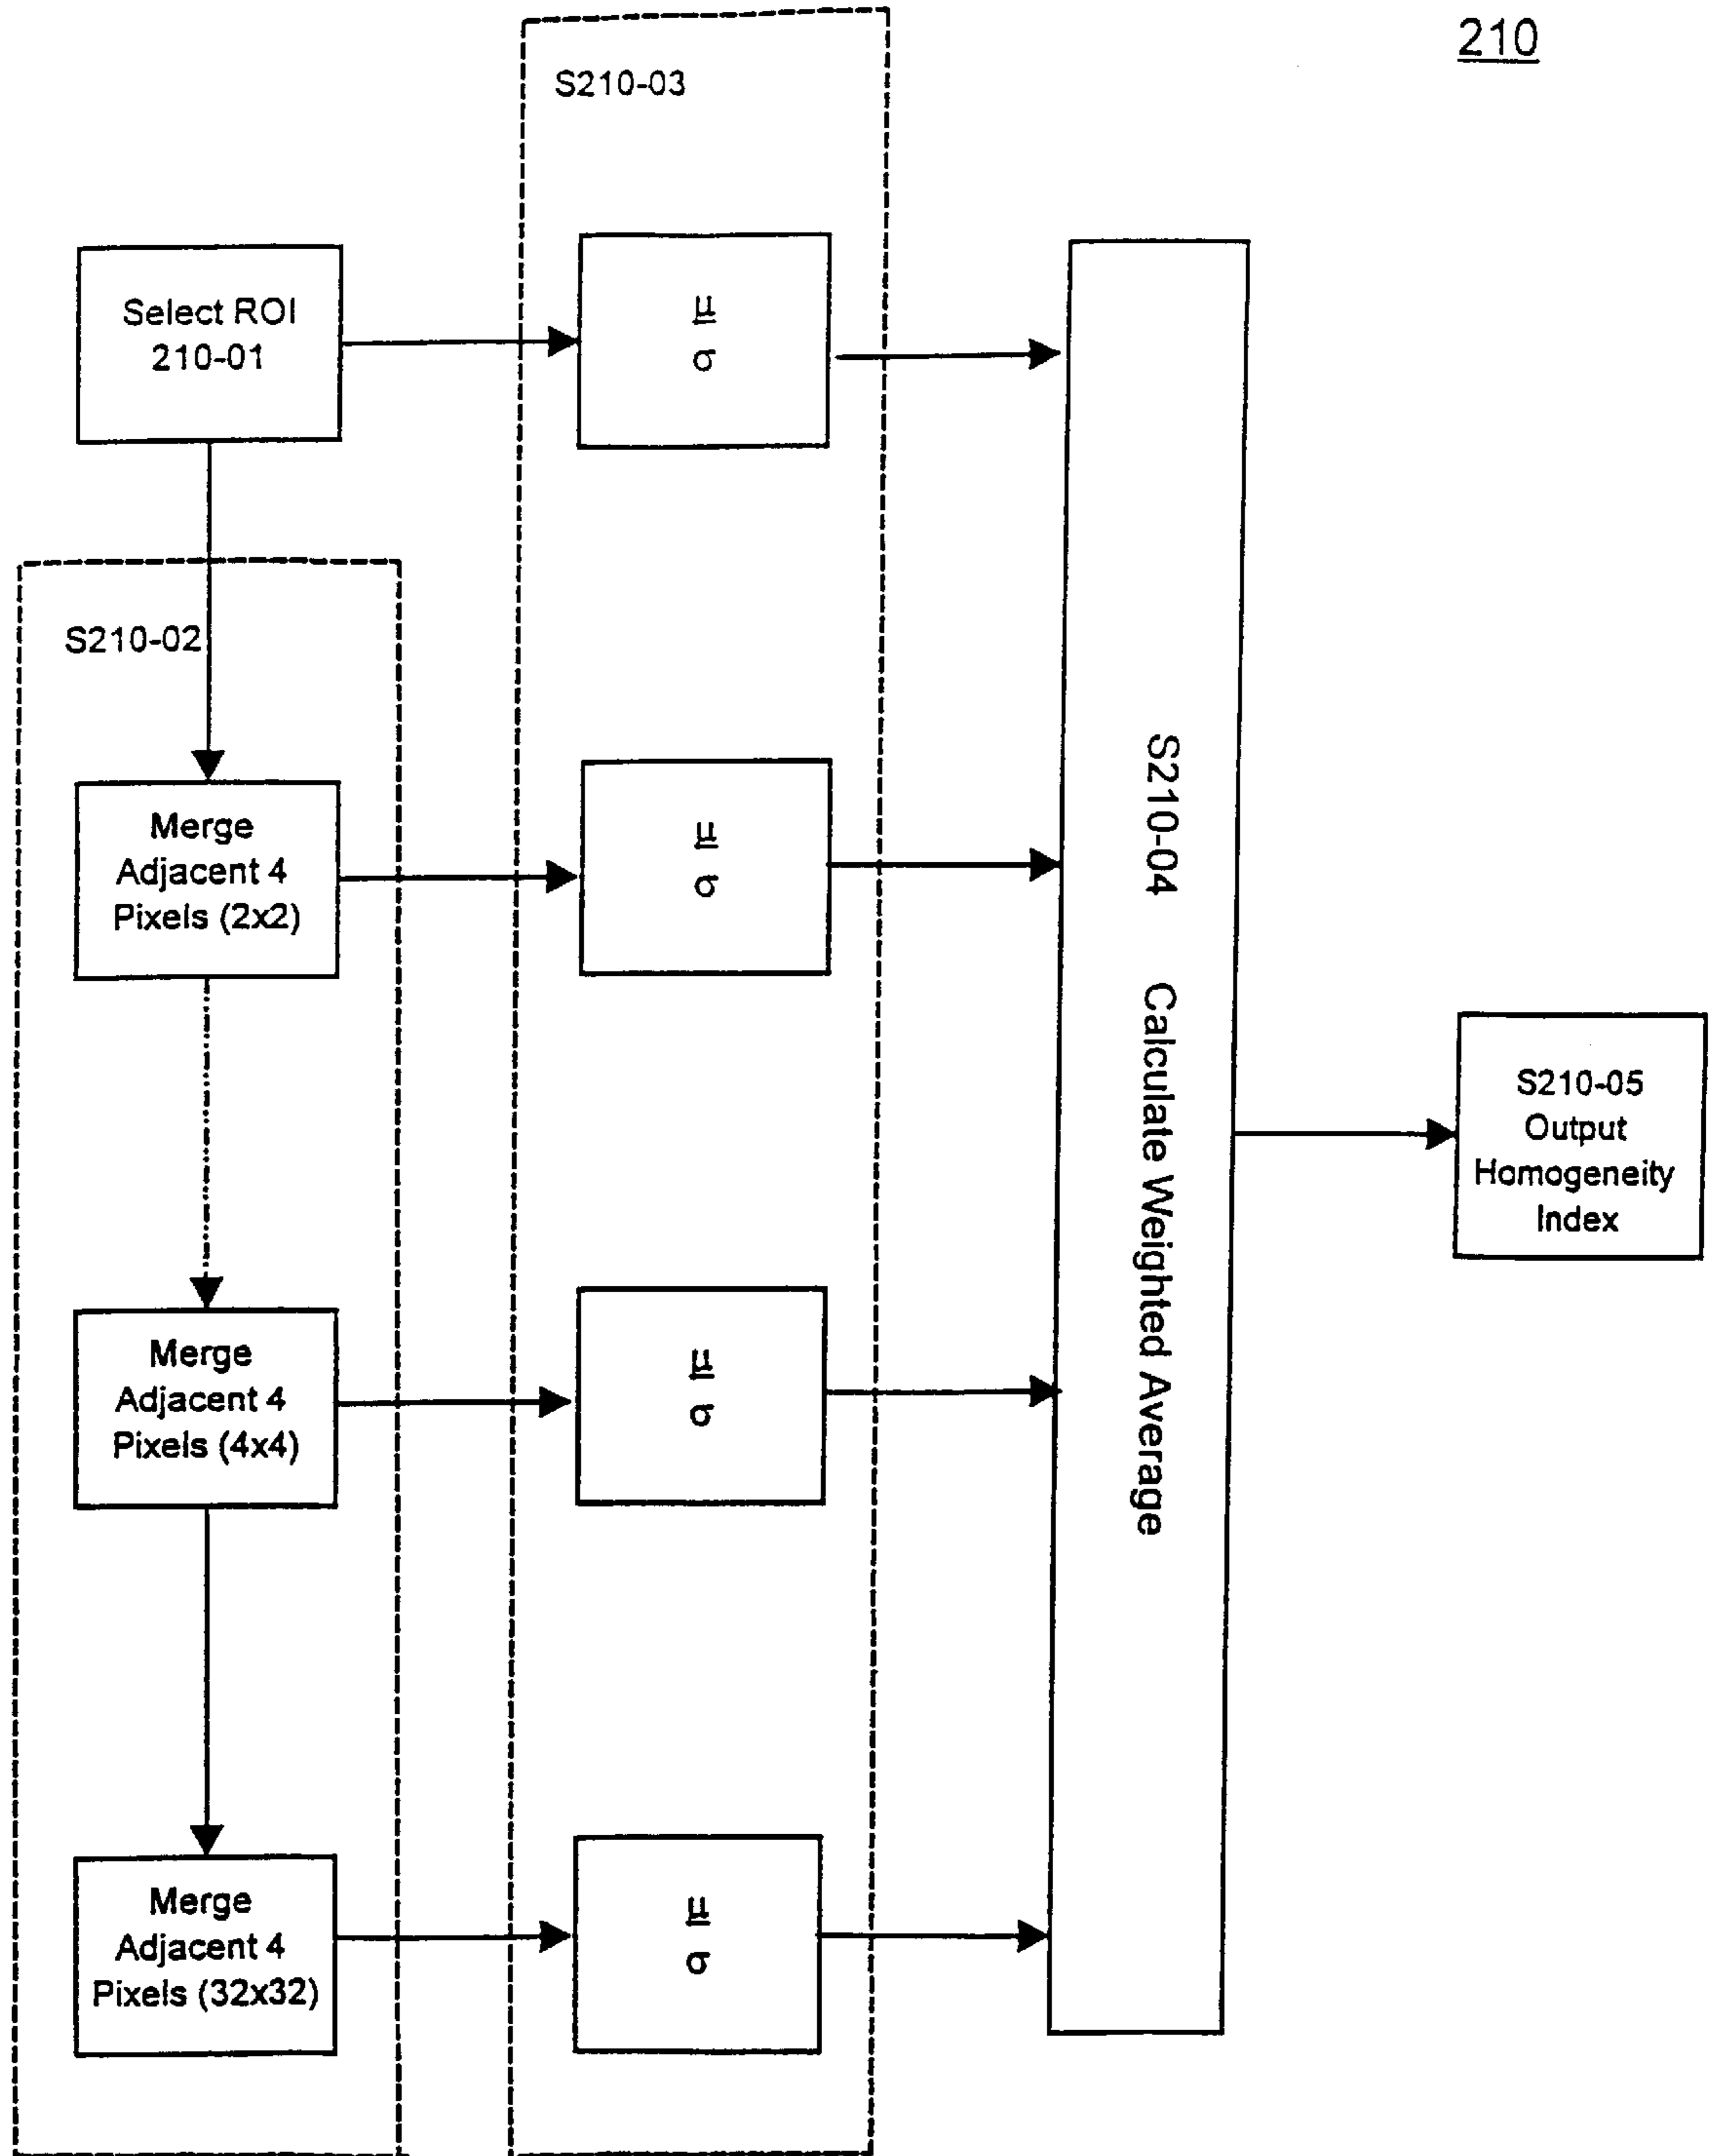 210
S210-03
Select ROI
210-01
μ
σ
S210-02
Merge
Adjacent 4
Pixels (2x2)
μ
σ
S210-04 Calculate Weighted Average
S210-05
Output
Homogeneity
Index
Merge
Adjacent 4
Pixels (4x4)
μ
σ
Merge
Adjacent 4
Pixels (32x32)
μ
σ